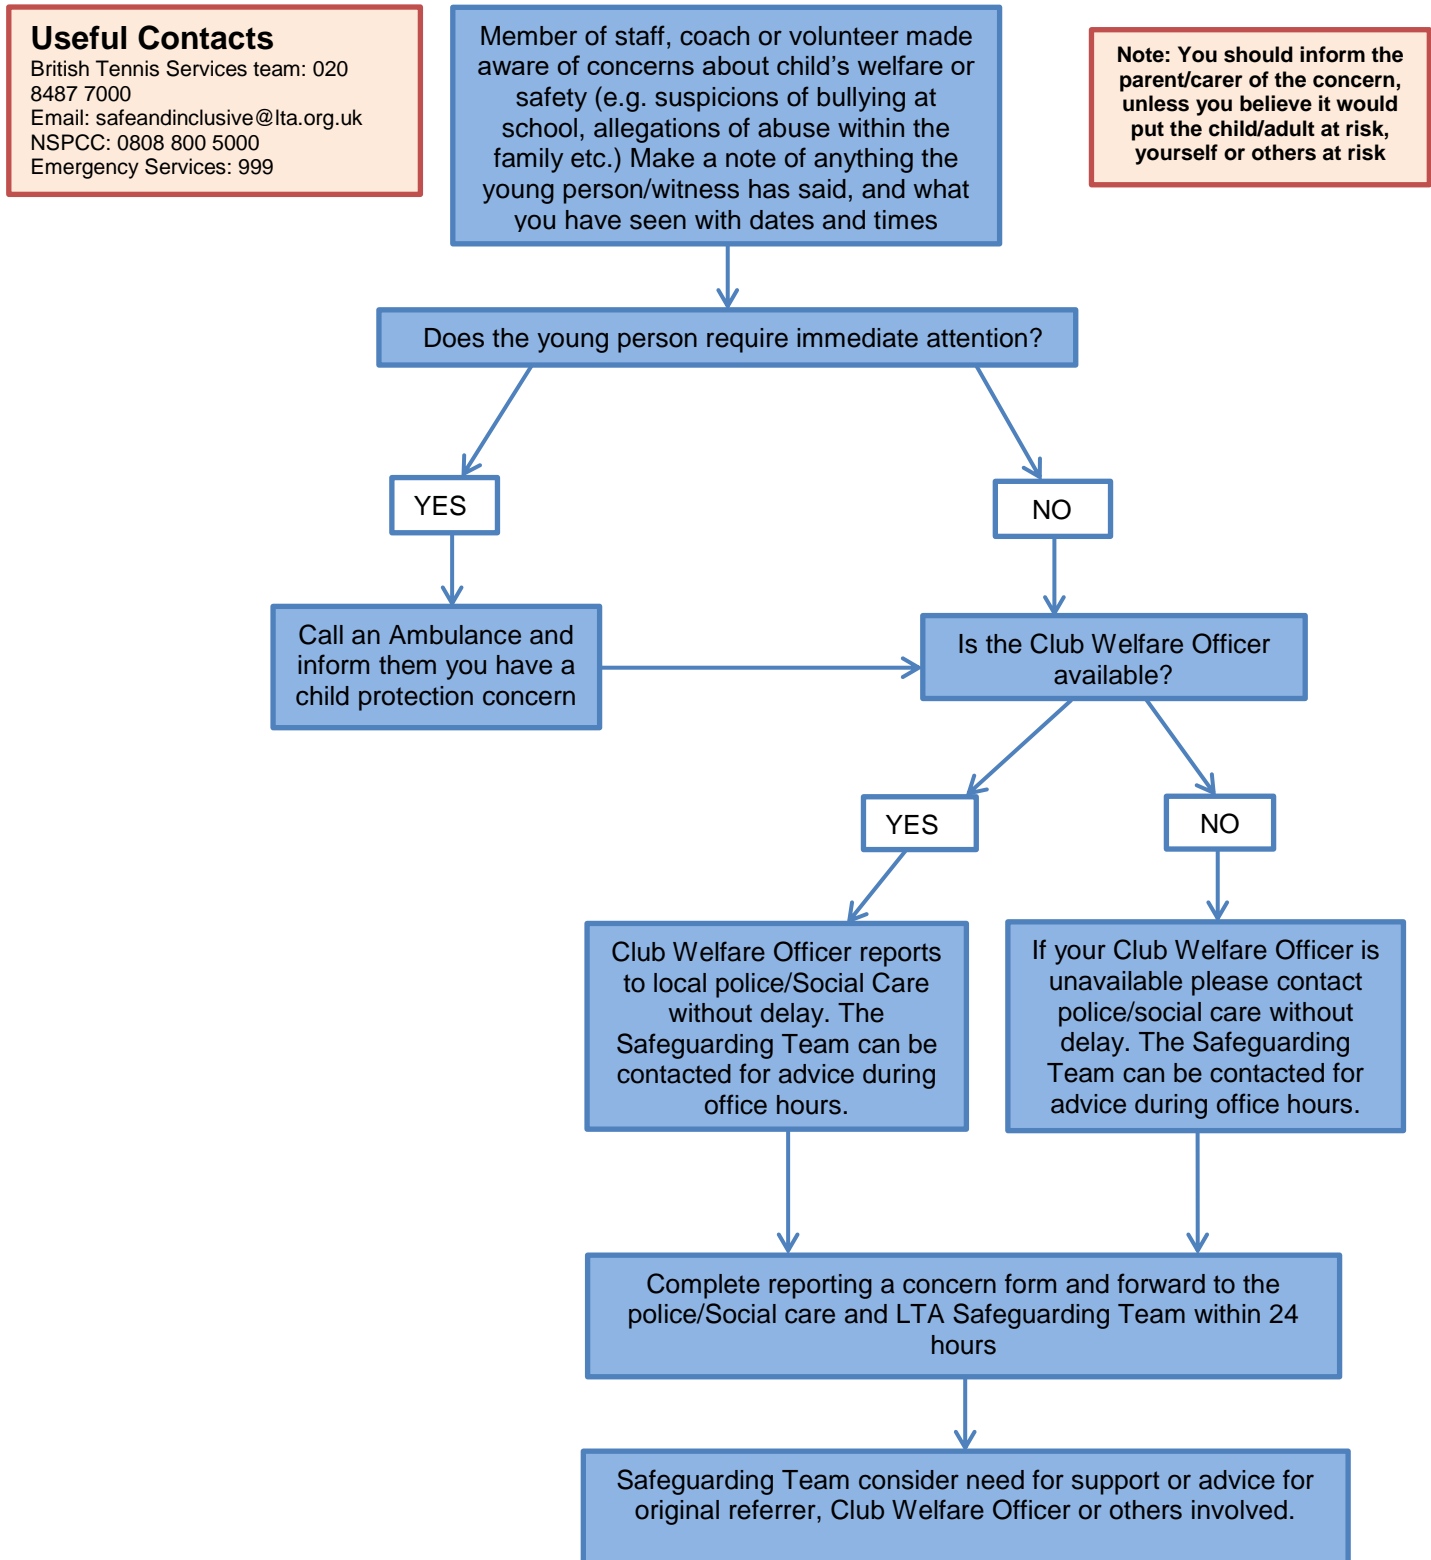 Useful Contacts
British Tennis Services team: 020
8487 7000
Email: safeandinclusive@lta.org.uk
NSPCC: 0808 800 5000
Emergency Services: 999
Member of staff, coach or volunteer made
aware of concerns about child’s welfare or
safety (e.g. suspicions of bullying at
school, allegations of abuse within the
family etc.) Make a note of anything the
young person/witness has said, and what
you have seen with dates and times
Note: You should inform the
parent/carer of the concern,
unless you believe it would
put the child/adult at risk,
yourself or others at risk
Does the young person require immediate attention?
YES
NO
Call an Ambulance and
inform them you have a
child protection concern
Is the Club Welfare Officer
available?
YES
NO
Club Welfare Officer reports
to local police/Social Care
without delay. The
Safeguarding Team can be
contacted for advice during
office hours.
If your Club Welfare Officer is
unavailable please contact
police/social care without
delay. The Safeguarding
Team can be contacted for
advice during office hours.
Complete reporting a concern form and forward to the
police/Social care and LTA Safeguarding Team within 24
hours
Safeguarding Team consider need for support or advice for
original referrer, Club Welfare Officer or others involved.